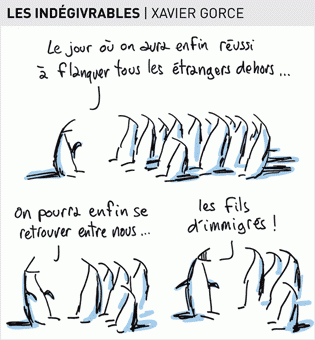 LES INDÉGIVRABLES | XAVIER GORCE
Le jour où on aura enfin réussi
à flanquer tous les étrangers dehors...
On pourra enfin se
retrouver entre nous...
les fils
d'immigrés !